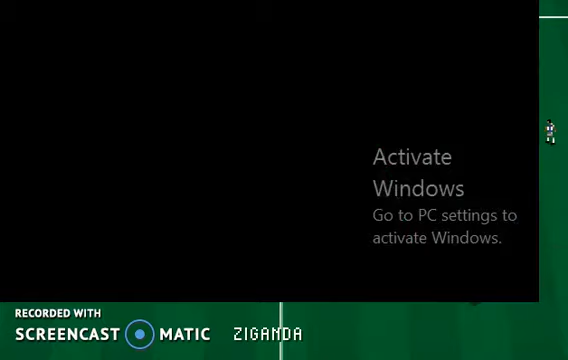 Activate
Windows
Go to PC settings to
activate Windows.
RECORDED WITH
SCREENCAST MATIC
ZIGANDA